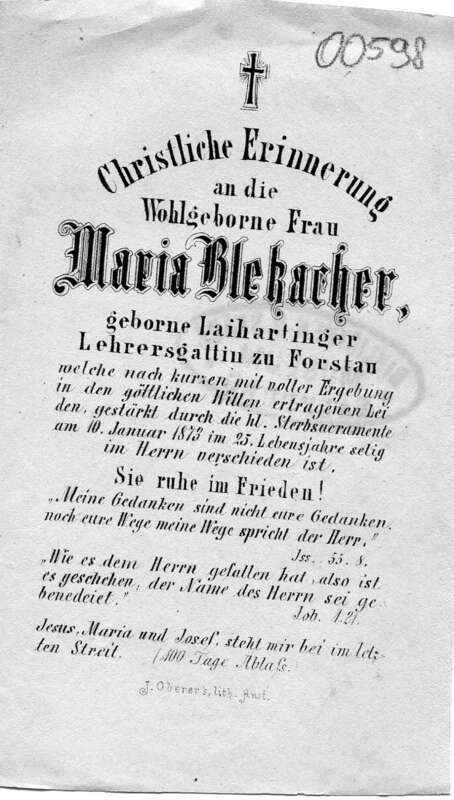 00598
Christliche Erinnerung
an die
Wohlgeborne Frau
Maria Blekacher,
geborne Laihartinger
Lehrersgattin zu Forstau
welche nach kurzen mit voller Ergebung
in den göttlichen Willen ertragenen Lei
den, gestärkt durch die hl. Sterbsacramente
am 10. Januar 1873 im 25. Lebensjahre selig
im Herrn verschieden ist.
Sie ruhe im Frieden!
„Meine Gedanken sind nicht eure Gedanken,
noch eure Wege meine Wege spricht der Herr."
Jss. 55. 8.
„Wie es dem Herrn gefallen hat, also ist
es geschehen, der Name des Herrn sei ge
benedeiet."
Job. 1.21.
Jesus, Maria und Josef, steht mir bei im letz-
ten Streit. (100 Tage Ablaß.
J. Oberer's, lith. Anst.